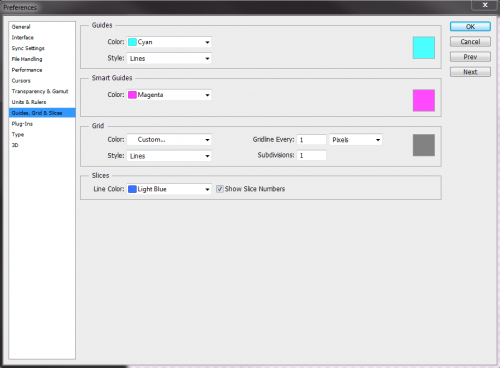 Preferences
General
Interface
Sync Settings
File Handling
Performance
Cursors
Transparency & Gamut
Units & Rulers
Guides, Grid & Slices
Plug-Ins
Type
3D
Guides
Color: Cyan
Style: Lines
Smart Guides
Color: Magenta
Grid
Color: Custom... Gridline Every: 1 Pixels
Style: Lines Subdivisions: 1
Slices
Line Color: Light Blue Show Slice Numbers
OK
Cancel
Prev
Next